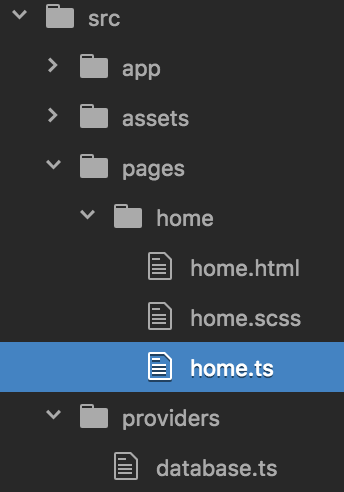 src
app
assets
pages
home
home.html
home.scss
home.ts
providers
database.ts